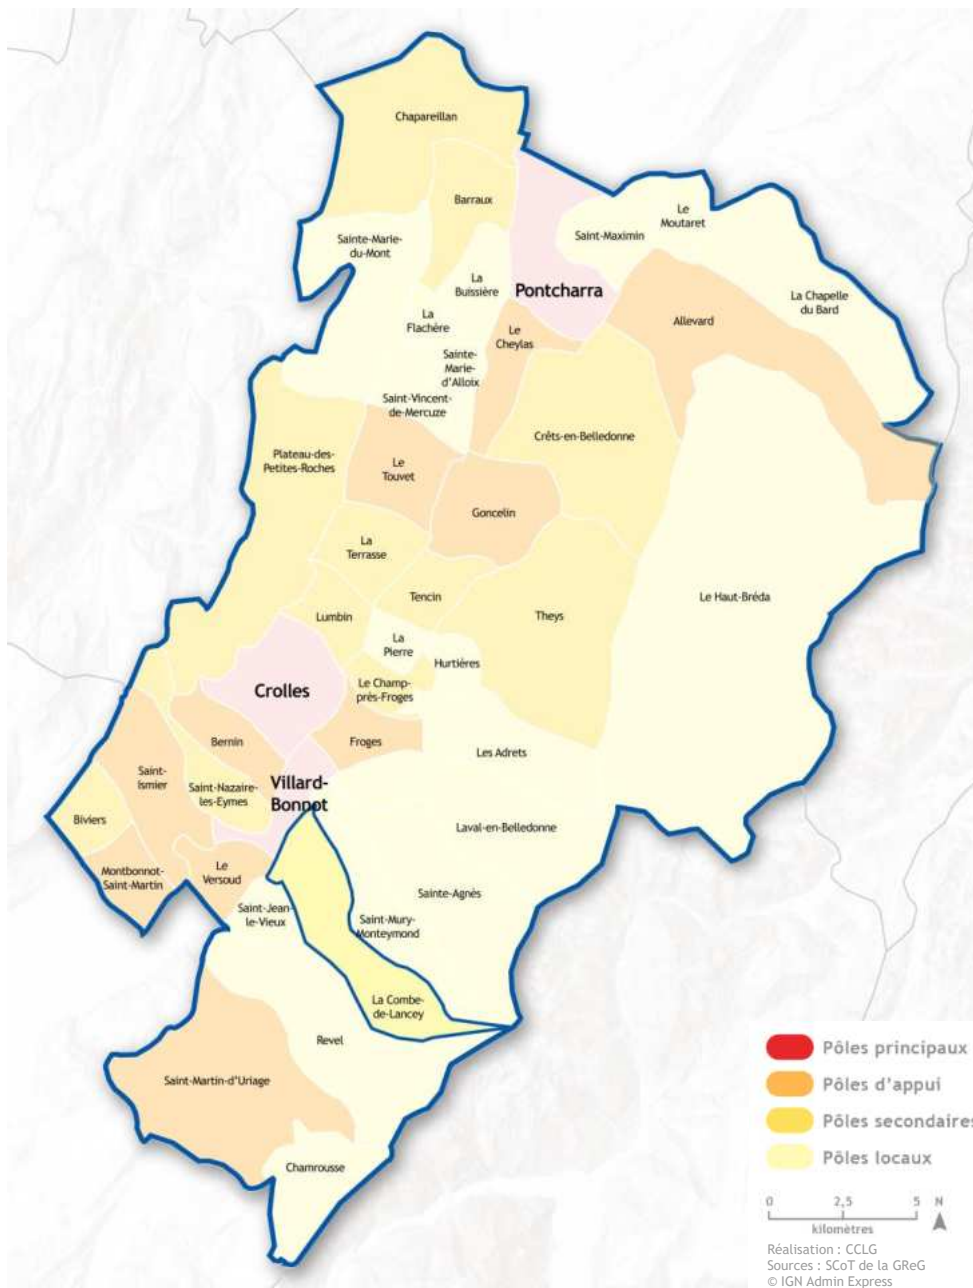 Chapareillan
Barraux
Le
Moutaret
Saint-Maximin
Sainte-Marie-
du-Mont
La
Buissière
Pontcharra
La Chapelle
du Bard
La
Flachère
Allevard
Le
Cheylas
Sainte-
Marie-
d'Alloix
Saint-Vincent-
de-Mercuze
Crêts-en-Belledonne
Plateau-des-
Petites-Roches
Le
Touvet
Goncelin
La
Terrasse
Tencin
Le Haut-Bréda
Lumbin
Theys
La
Pierre
Hurtières
Crolles
Le Champ-
près-Froges
Bernin
Froges
Les Adrets
Saint-
Ismier
Villard-
Bonnot
Saint-Nazaire-
les-Eymes
Biviers
Laval-en-Belledonne
Montbonnot-
Saint-Martin
Le
Versoud
Sainte-Agnès
Saint-Jean-
le-Vieux
Saint-Mury-
Monteymond
La Combe-
de-Lancey
Revel
Saint-Martin-d'Uriage
Chamrousse
Pôles principaux
Pôles d'appui
Pôles secondaires
Pôles locaux
0 2,5 5 N
kilomètres
Réalisation : CCLG
Sources : SCoT de la GReG
© IGN Admin Express